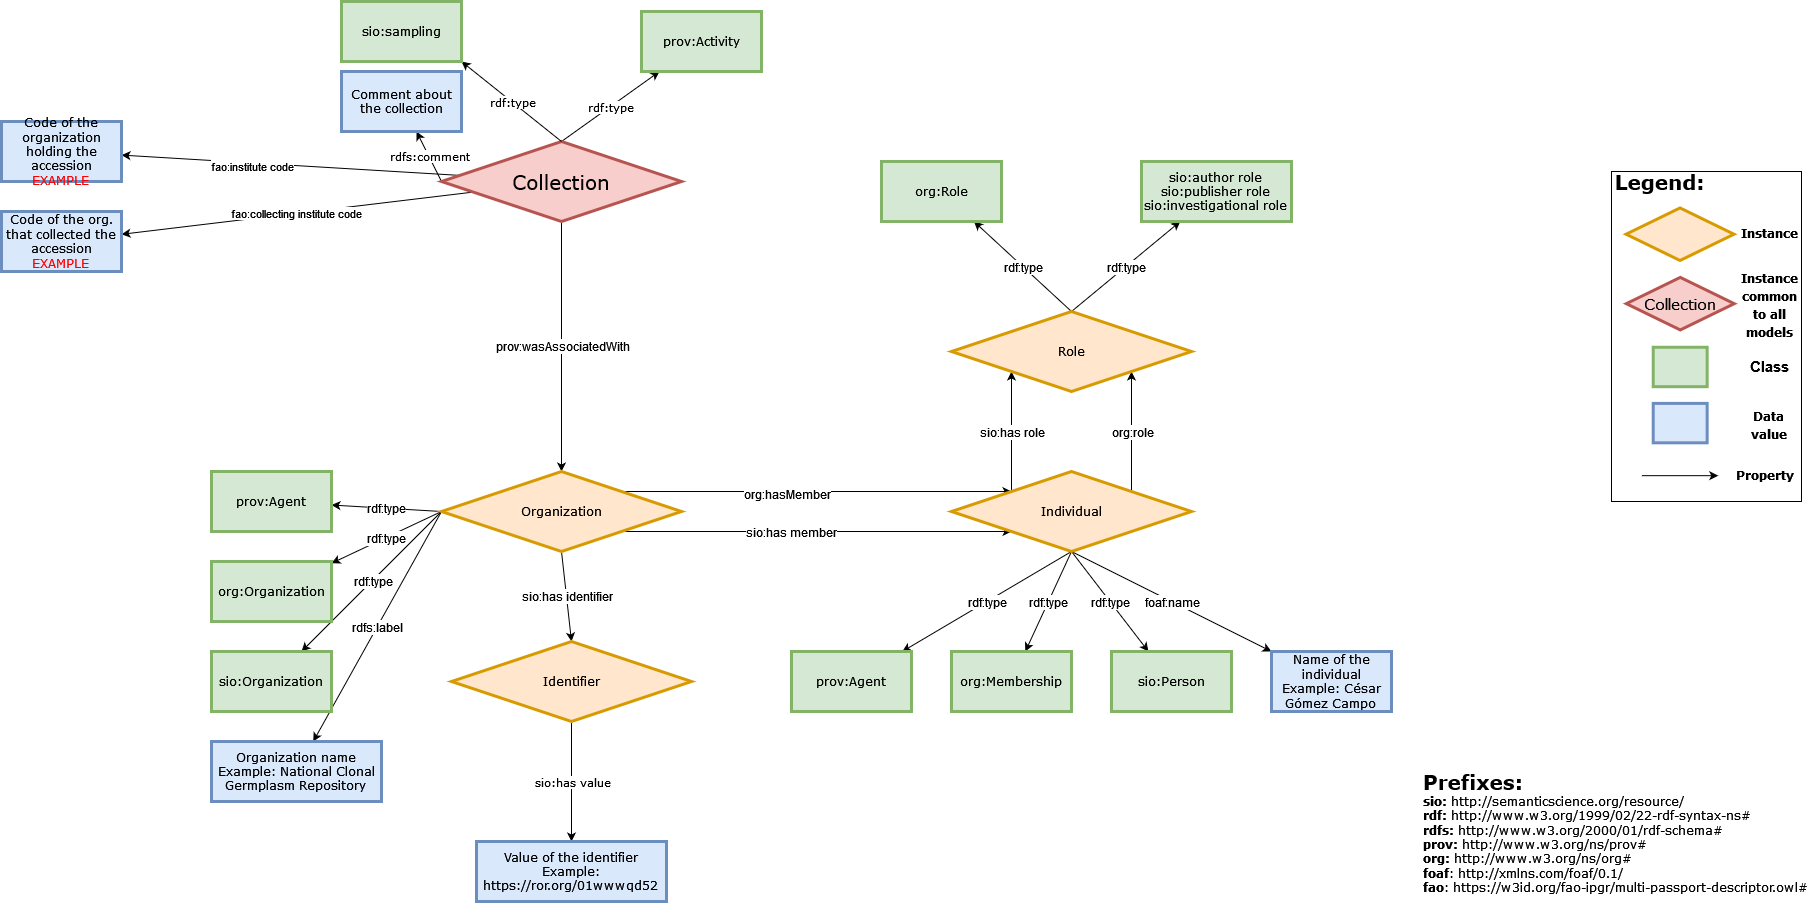 sio:sampling
prov:Activity
rdf:type
rdf:type
Comment about
the collection
rdfs:comment
Code of the
organization
holding the
accession
EXAMPLE
fao:institute code
Collection
Code of the org.
that collected the
accession
EXAMPLE
fao:collecting institute code
org:Role
sio:author role
sio:publisher role
sio:investigational role
rdf:type
rdf:type
prov:wasAssociatedWith
Role
sio:has role
org:role
prov:Agent
rdf:type
Organization
org:hasMember
Individual
sio:has member
rdf:type
org:Organization
rdf:type
rdfs:label
sio:has identifier
rdf:type
rdf:type
rdf:type
foaf:name
sio:Organization
Identifier
prov:Agent
org:Membership
sio:Person
Name of the
individual
Example: César
Gómez Campo
Organization name
Example: National Clonal
Germplasm Repository
sio:has value
Value of the identifier
Example:
https://ror.org/01wwwqd52
Legend:
Instance
Collection
Instance
common
to all
models
Class
Data
value
Property
Prefixes:
sio: http://semanticscience.org/resource/
rdf: http://www.w3.org/1999/02/22-rdf-syntax-ns#
rdfs: http://www.w3.org/2000/01/rdf-schema#
prov: http://www.w3.org/ns/prov#
org: http://www.w3.org/ns/org#
foaf: http://xmlns.com/foaf/0.1/
fao: https://w3id.org/fao-ipgr/multi-passport-descriptor.owl#